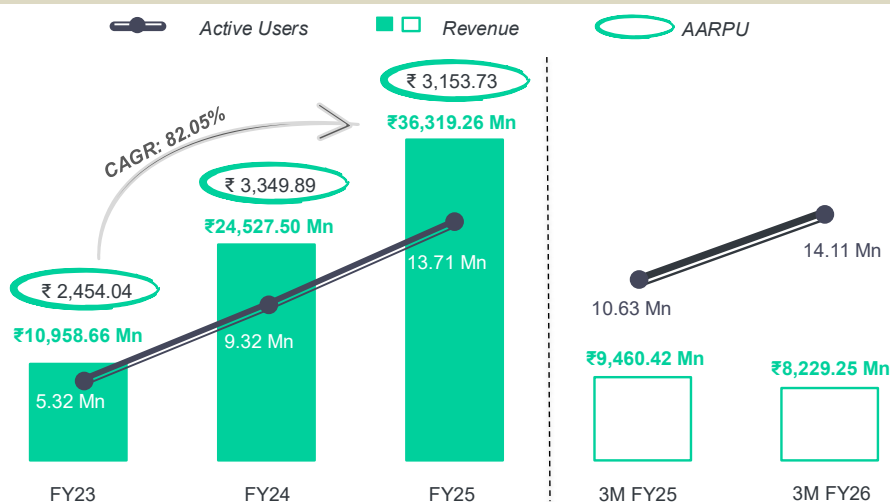 Active Users
Revenue
AARPU
₹ 3,153.73
₹36,319.26 Mn
CAGR: 82.05%
₹ 3,349.89
₹24,527.50 Mn
13.71 Mn
14.11 Mn
₹ 2,454.04
10.63 Mn
₹10,958.66 Mn
9.32 Mn
₹9,460.42 Mn
₹8,229.25 Mn
5.32 Mn
FY23
FY24
FY25
3M FY25
3M FY26